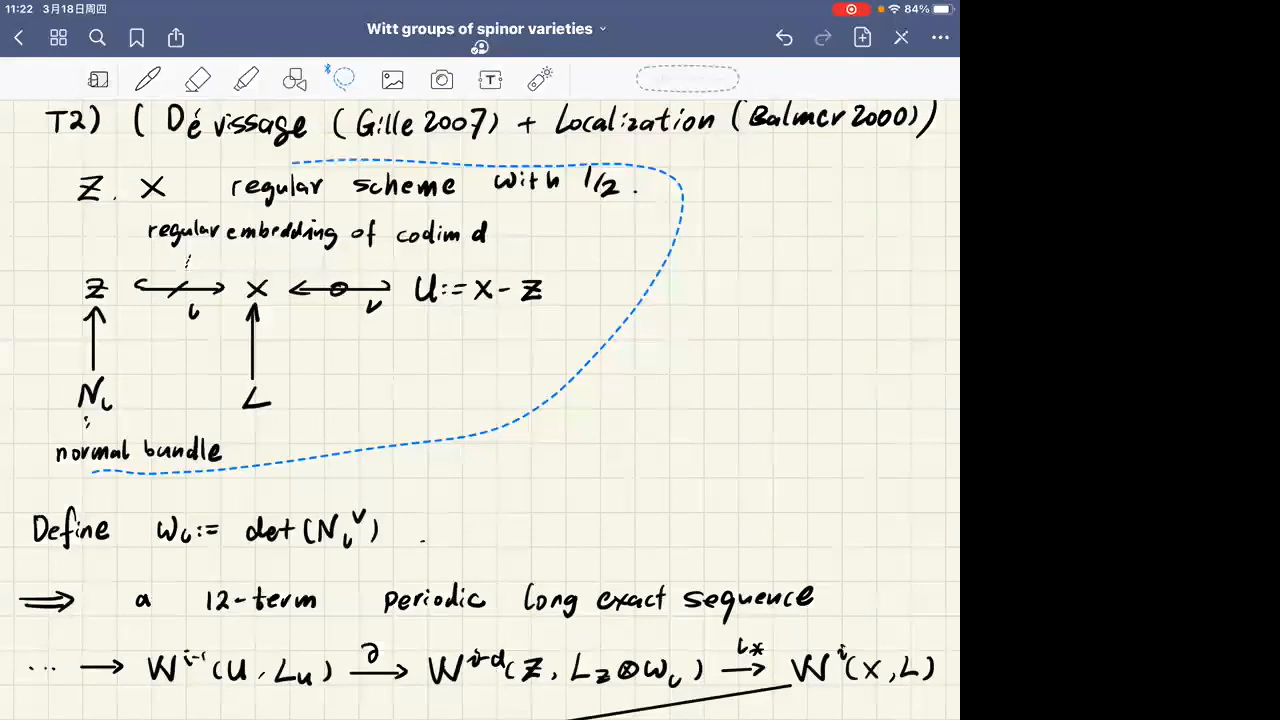 11:22 3月18日周四 84%
Witt groups of spinor varieties
T
T2) ( Dévissage (Gille 2007) + Localization (Balmer 2000))
Z. X regular scheme with 1/2.
regular embedding of codim d
Z ↪ X ↩ U := X - Z
ι υ
N_ι L
normal bundle
Define ω_ι := det(N_ι^∨).
⇒ a 12-term periodic long exact sequence
... → W^{i-1}(U, L_U) →^∂ W^{i-d}(Z, L_Z ⊗ ω_ι) →^{ι_*} W^i(X, L)